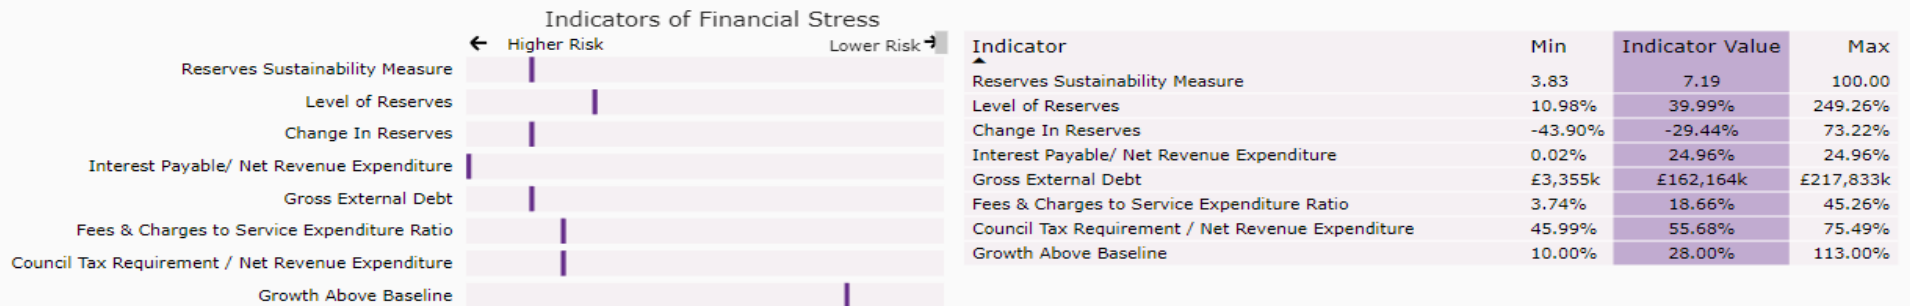 Indicators of Financial Stress
← Higher Risk Lower Risk →
Reserves Sustainability Measure
Level of Reserves
Change In Reserves
Interest Payable/ Net Revenue Expenditure
Gross External Debt
Fees & Charges to Service Expenditure Ratio
Council Tax Requirement / Net Revenue Expenditure
Growth Above Baseline
Indicator Min Indicator Value Max
Reserves Sustainability Measure 3.83 7.19 100.00
Level of Reserves 10.98% 39.99% 249.26%
Change In Reserves -43.90% -29.44% 73.22%
Interest Payable/ Net Revenue Expenditure 0.02% 24.96% 24.96%
Gross External Debt £3,355k £162,164k £217,833k
Fees & Charges to Service Expenditure Ratio 3.74% 18.66% 45.26%
Council Tax Requirement / Net Revenue Expenditure 45.99% 55.68% 75.49%
Growth Above Baseline 10.00% 28.00% 113.00%